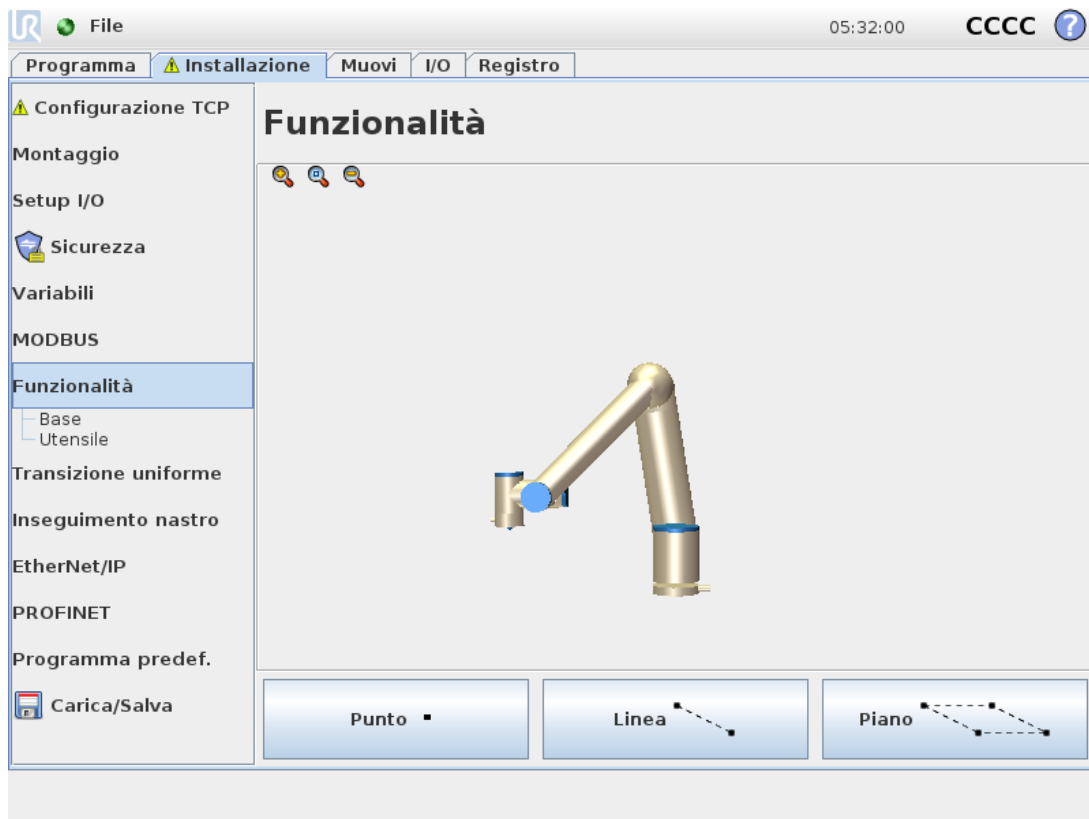 UR File 05:32:00 CCCC ?
Programma Installazione Muovi I/O Registro
Configurazione TCP
Montaggio
Setup I/O
Sicurezza
Variabili
MODBUS
Funzionalità
Base
Utensile
Transizione uniforme
Inseguimento nastro
EtherNet/IP
PROFINET
Programma predef.
Carica/Salva
Funzionalità
Punto Linea Piano